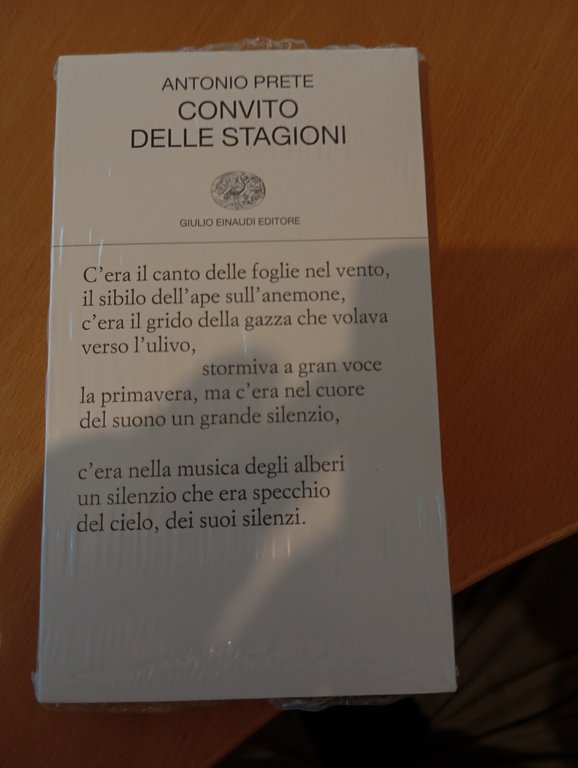 ANTONIO PRETE
CONVITO
DELLE STAGIONI
GIULIO EINAUDI EDITORE
C'era il canto delle foglie nel vento,
il sibilo dell'ape sull'anemone,
c'era il grido della gazza che volava
verso l'ulivo,
stormiva a gran voce
la primavera, ma c'era nel cuore
del suono un grande silenzio,
c'era nella musica degli alberi
un silenzio che era specchio
del cielo, dei suoi silenzi.